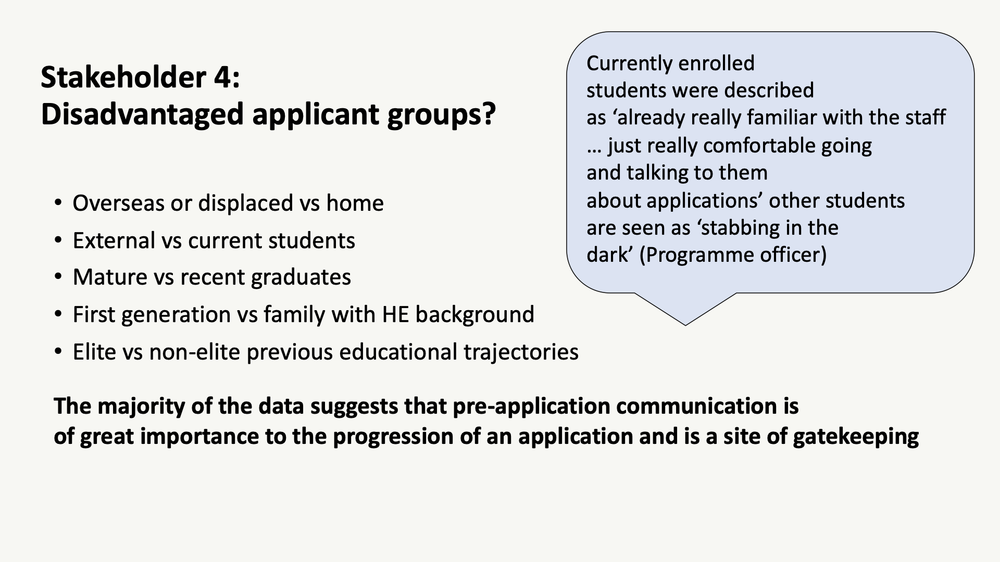 Stakeholder 4:
Disadvantaged applicant groups?
• Overseas or displaced vs home
• External vs current students
• Mature vs recent graduates
• First generation vs family with HE background
• Elite vs non-elite previous educational trajectories
Currently enrolled
students were described
as ‘already really familiar with the staff
… just really comfortable going
and talking to them
about applications’ other students
are seen as ‘stabbing in the
dark’ (Programme officer)
The majority of the data suggests that pre-application communication is
of great importance to the progression of an application and is a site of gatekeeping